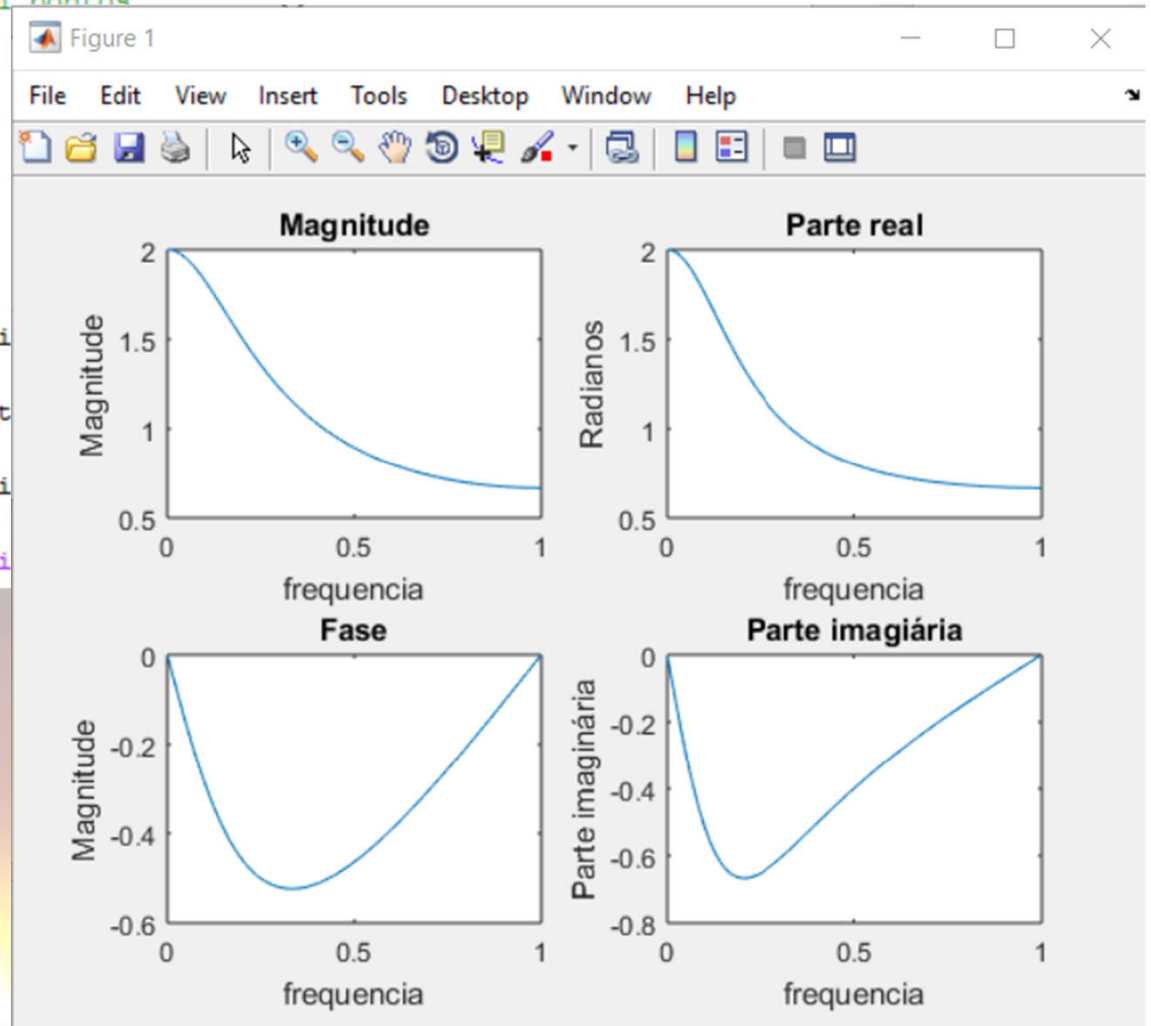 Figure 1
File Edit View Insert Tools Desktop Window Help
Magnitude
2
1.5
1
0.5
Magnitude
0 0.5 1
frequencia
Parte real
2
1.5
1
0.5
Radianos
0 0.5 1
frequencia
Fase
0
-0.2
-0.4
-0.6
Magnitude
0 0.5 1
frequencia
Parte imagiária
0
-0.2
-0.4
-0.6
-0.8
Parte imaginária
0 0.5 1
frequencia